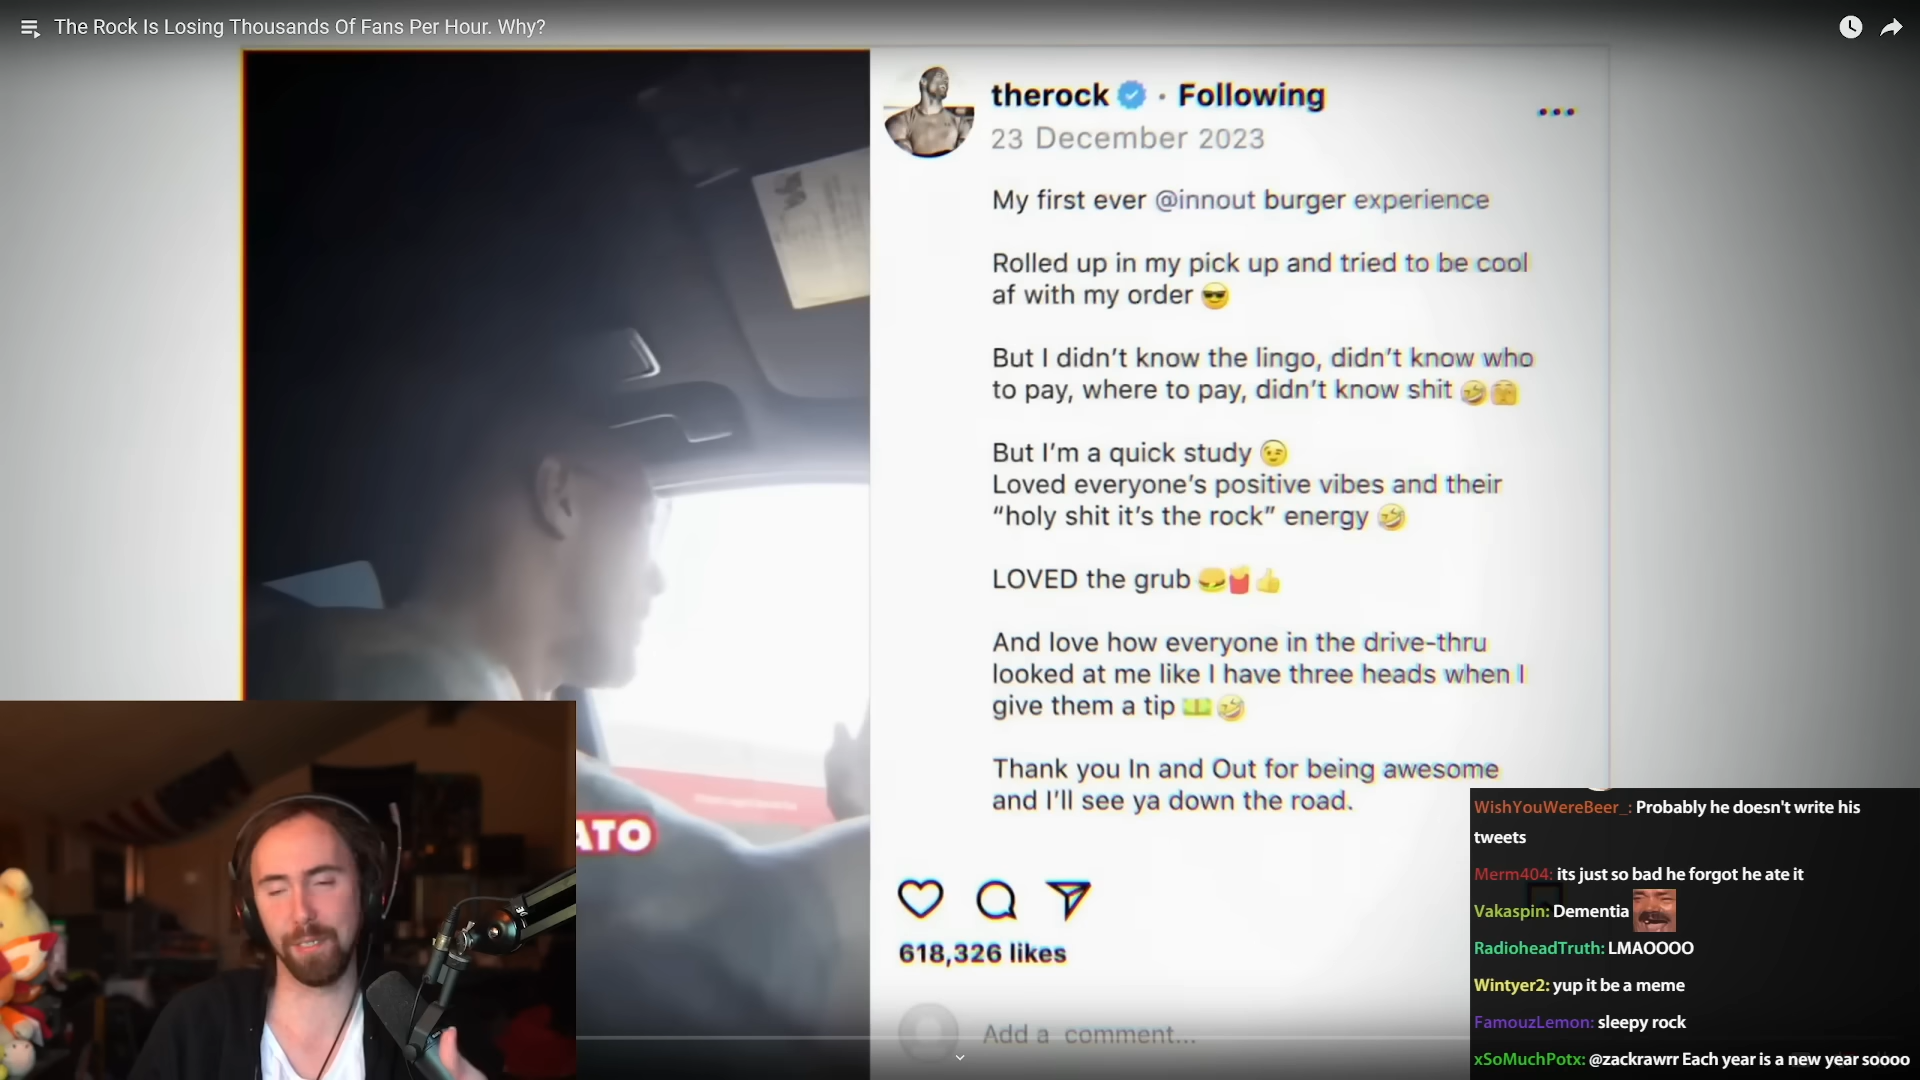 The Rock Is Losing Thousands Of Fans Per Hour. Why?
therock · Following
23 December 2023
My first ever @innout burger experience
Rolled up in my pick up and tried to be cool
af with my order 😎
But I didn't know the lingo, didn't know who
to pay, where to pay, didn't know shit 🤣🫣
But I'm a quick study 😉
Loved everyone's positive vibes and their
“holy shit it's the rock” energy 🤣
LOVED the grub 🍔🍟👍
And love how everyone in the drive-thru
looked at me like I have three heads when I
give them a tip 💵🤣
Thank you In and Out for being awesome
and I'll see ya down the road.
618,326 likes
Add a comment...
ATO
WishYouWereBeer_: Probably he doesn't write his
tweets
Merm404: its just so bad he forgot he ate it
Vakaspin: Dementia
RadioheadTruth: LMAOOOO
Wintyer2: yup it be a meme
FamouzLemon: sleepy rock
xSoMuchPotx: @zackrawrr Each year is a new year soooo